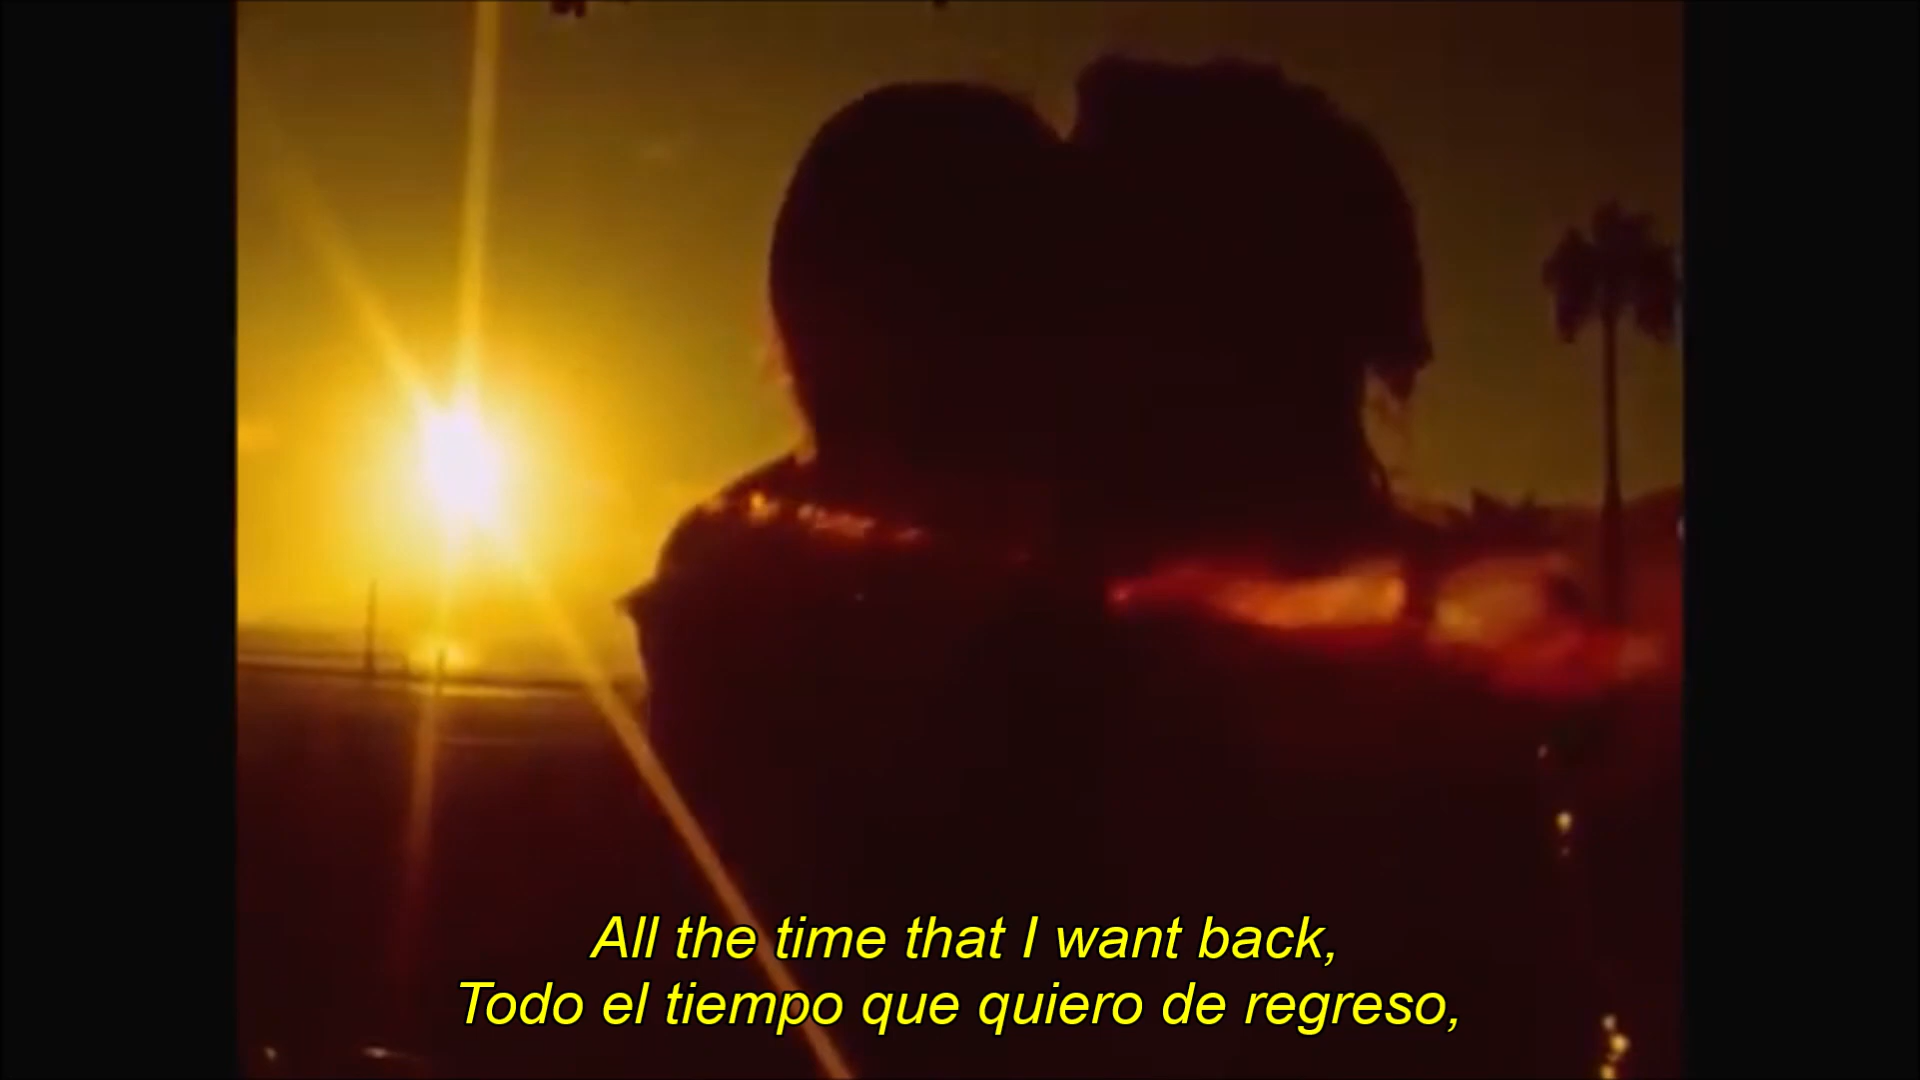 All the time that I want back,
Todo el tiempo que quiero de regreso,